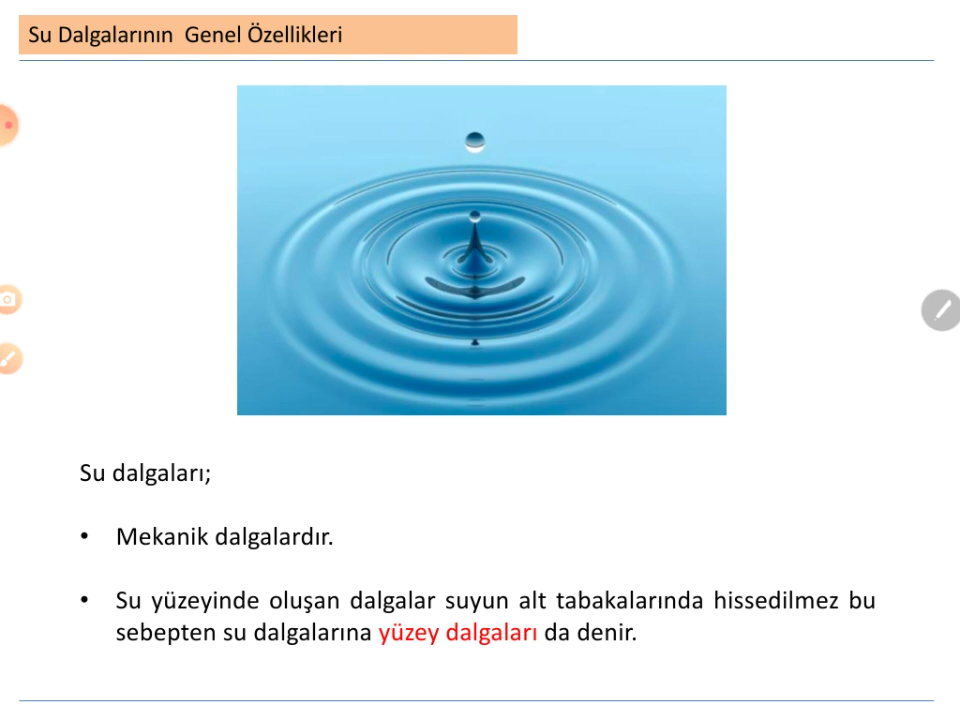 Su Dalgalarının  Genel Özellikleri
Su dalgaları;
• Mekanik dalgalardır.
• Su yüzeyinde oluşan dalgalar suyun alt tabakalarında hissedilmez bu
sebepten su dalgalarına yüzey dalgaları da denir.